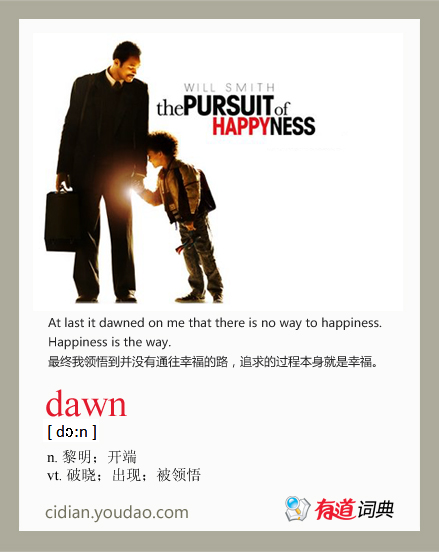 WILL SMITH
the PURSUIT of
HAPPYNESS
At last it dawned on me that there is no way to happiness.
Happiness is the way.
最终我领悟到并没有通往幸福的路，追求的过程本身就是幸福。
dawn
[ dɔ:n ]
n. 黎明；开端
vt. 破晓；出现；被领悟
cidian.youdao.com
有道词典